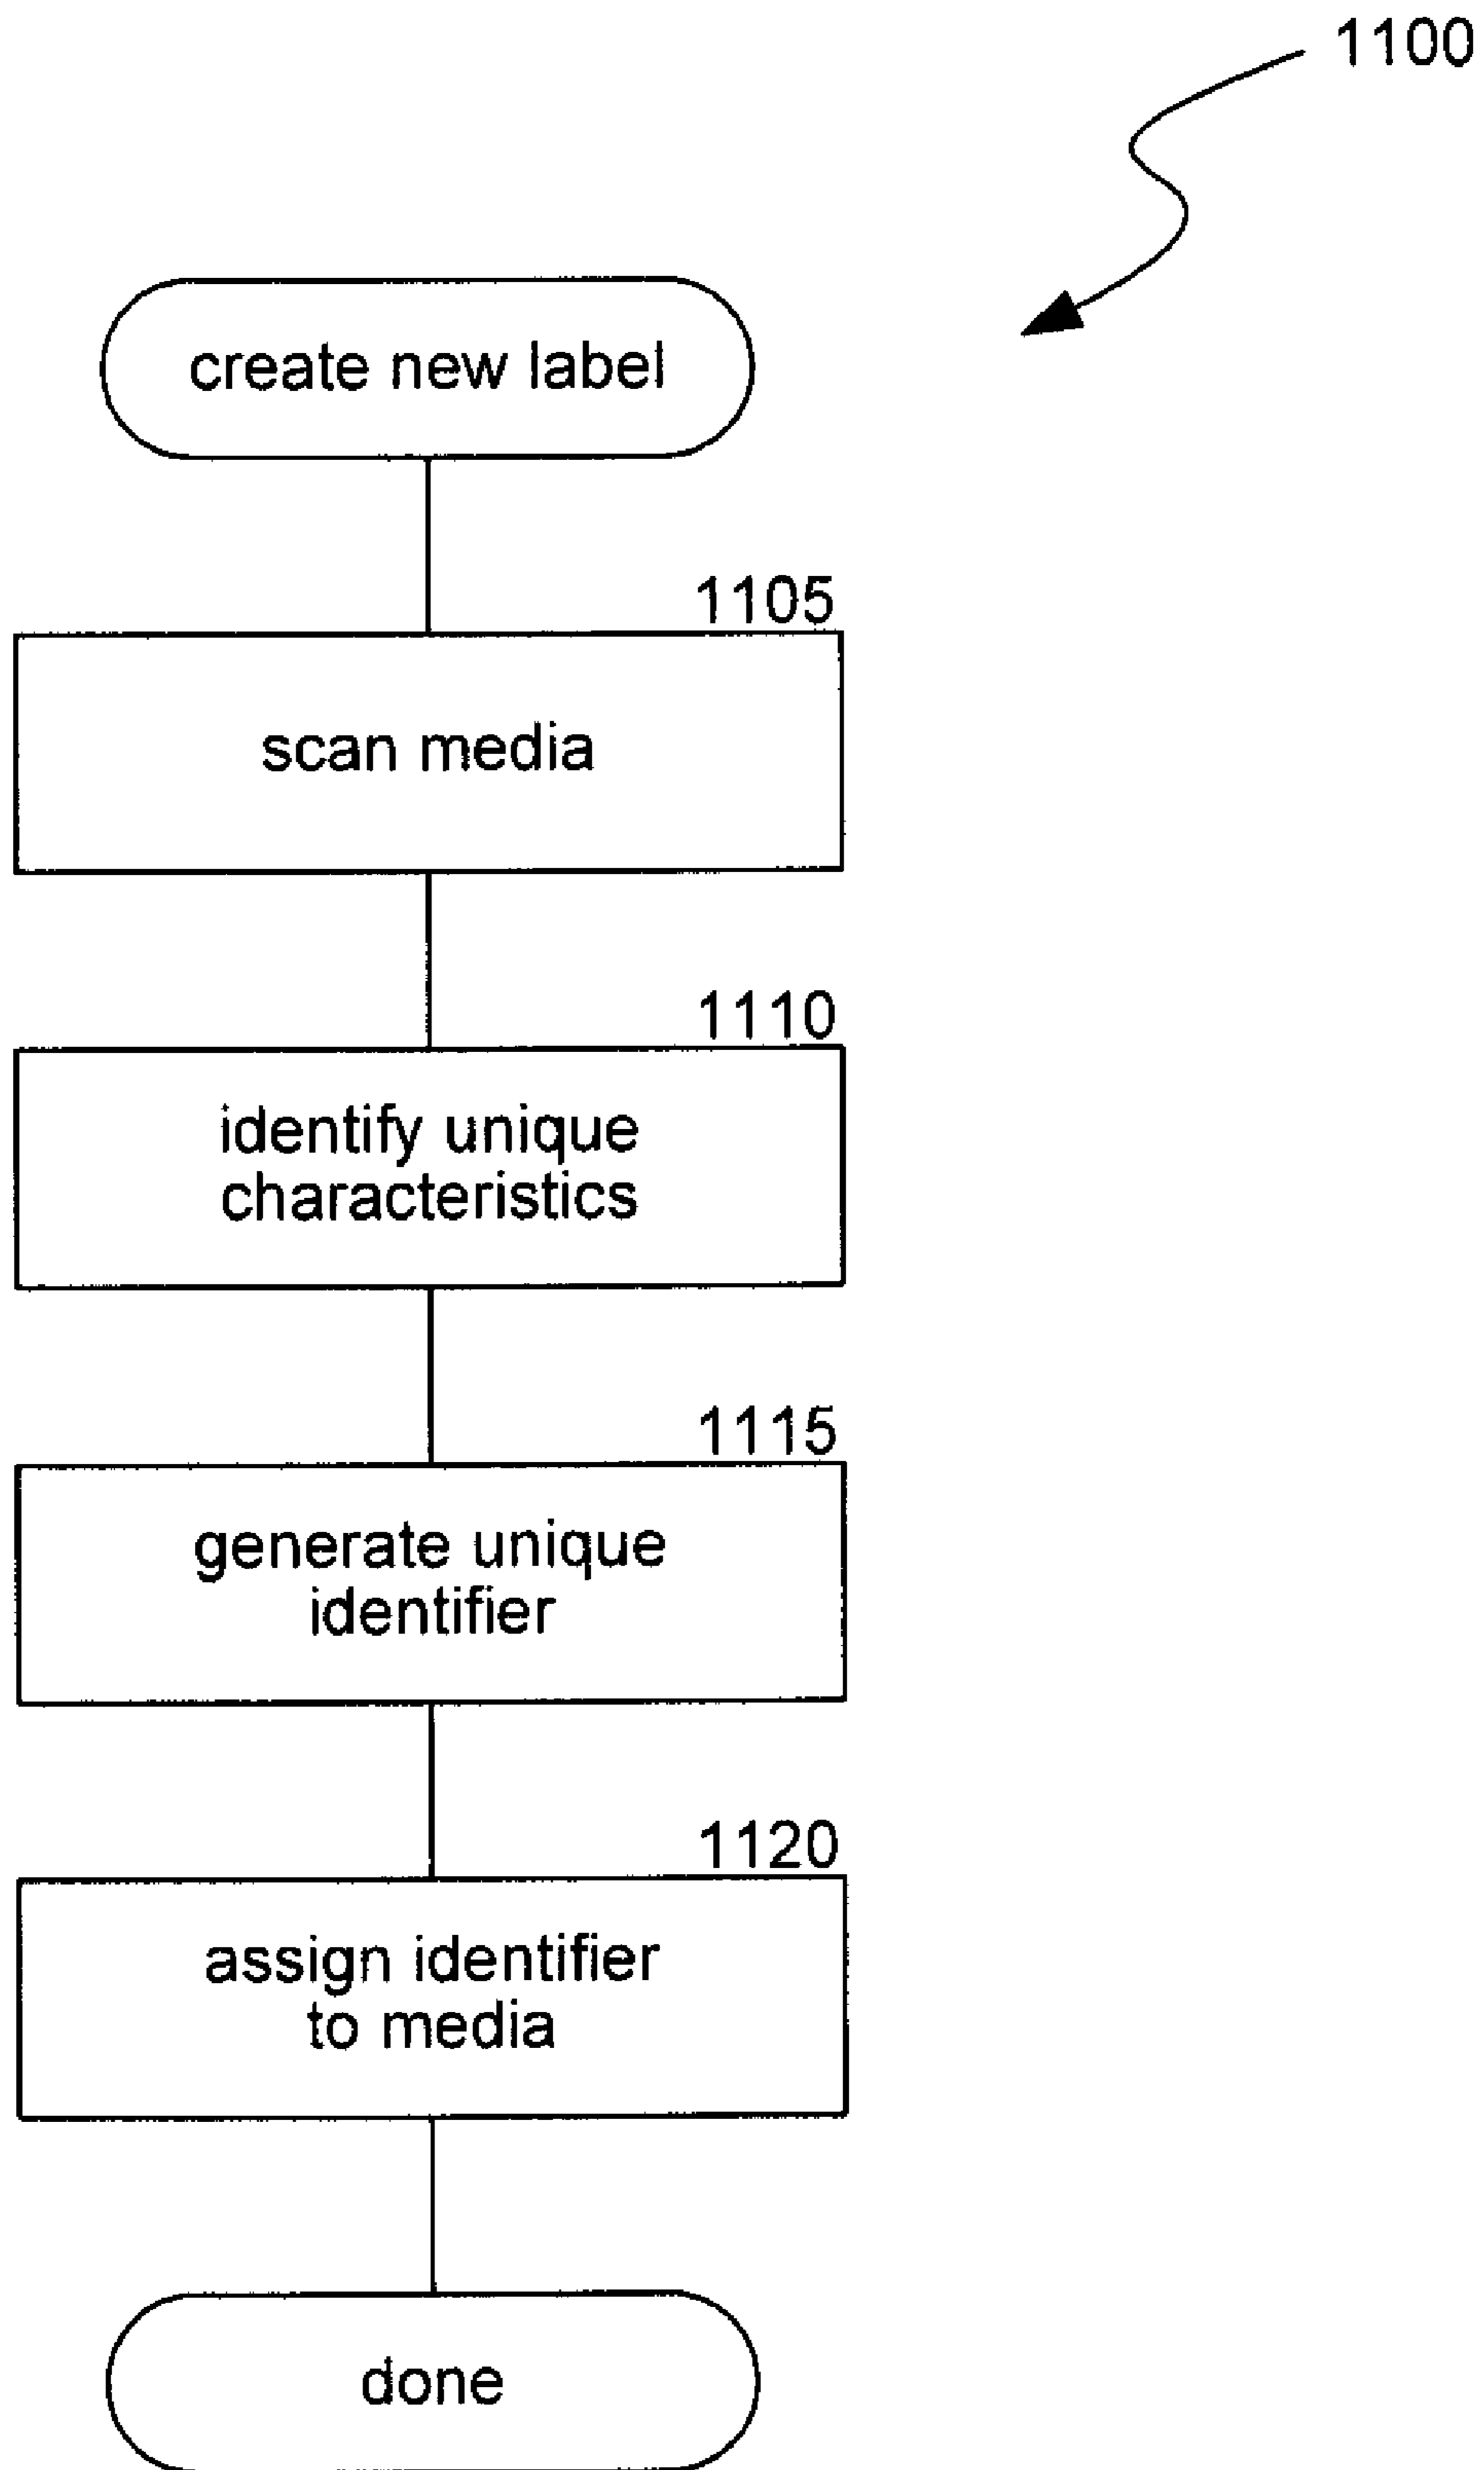 1100
create new label
1105
scan media
1110
identify unique
characteristics
1115
generate unique
identifier
1120
assign identifier
to media
done